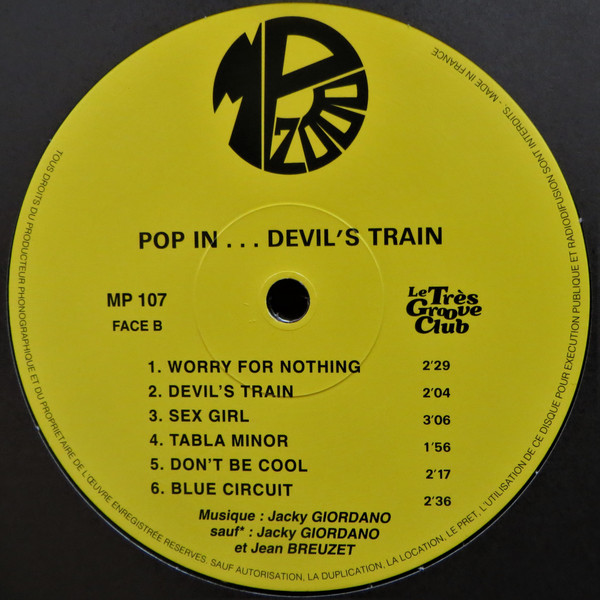 MP 2000
POP IN . . . DEVIL'S TRAIN
MP 107
FACE B
Le Très
Groove
Club
1. WORRY FOR NOTHING 2'29
2. DEVIL'S TRAIN 2'04
3. SEX GIRL 3'06
4. TABLA MINOR 1'56
5. DON'T BE COOL 2'17
6. BLUE CIRCUIT 2'36
Musique : Jacky GIORDANO
sauf* : Jacky GIORDANO
et Jean BREUZET
TOUS DROITS DU PRODUCTEUR PHONOGRAPHIQUE ET DU PROPRIETAIRE DE L'ŒUVRE ENREGISTRÉE RESERVES. SAUF AUTORISATION, LA DUPLICATION, LA LOCATION, LE PRET, L'UTILISATION DE CE DISQUE POUR EXECUTION PUBLIQUE ET RADIODIFUSION SONT INTERDITS - MADE IN FRANCE